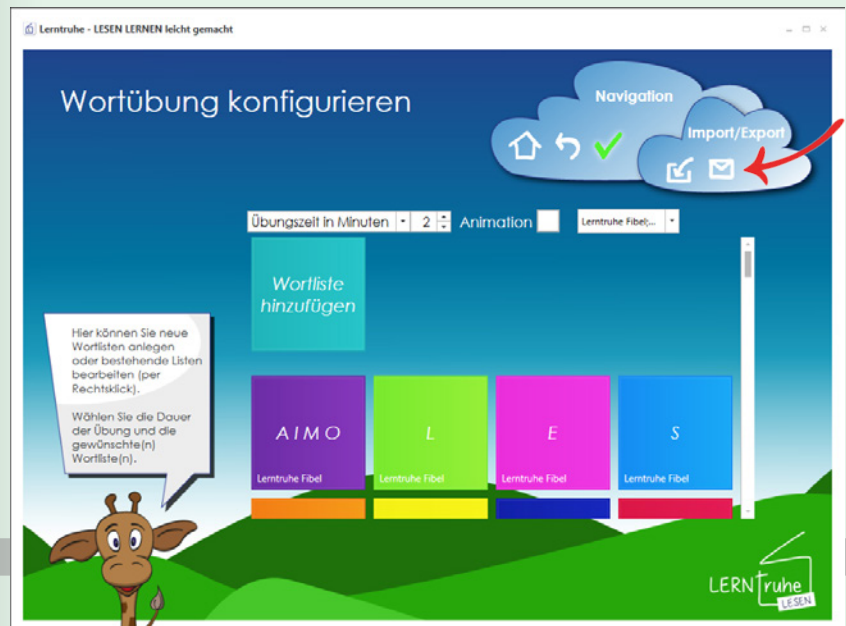 Lerntruhe - LESEN LERNEN leicht gemacht
Wortübung konfigurieren
Navigation
Import/Export
Übungszeit in Minuten
2
Animation
Lerntruhe Fibel;...
Wortliste
hinzufügen
Hier können Sie neue
Wortlisten anlegen
oder bestehende Listen
bearbeiten (per
Rechtsklick).
Wählen Sie die Dauer
der Übung und die
gewünschte(n)
Wortliste(n).
A I M O
L
E
S
Lerntruhe Fibel
Lerntruhe Fibel
Lerntruhe Fibel
Lerntruhe Fibel
LERNTruhe
LESEN